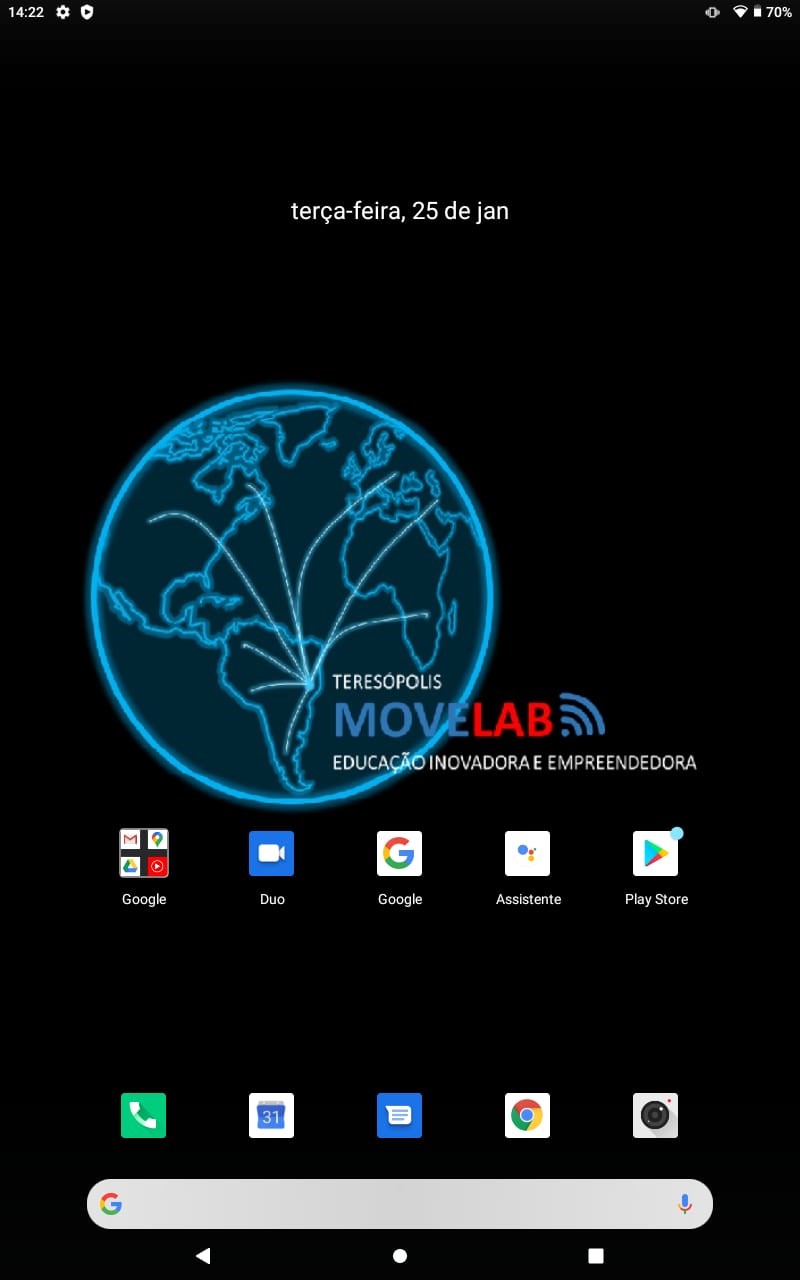 14:22
70%
terça-feira, 25 de jan
TERESÓPOLIS
MOVELAB
EDUCAÇÃO INOVADORA E EMPREENDEDORA
Google
Duo
Google
Assistente
Play Store
31